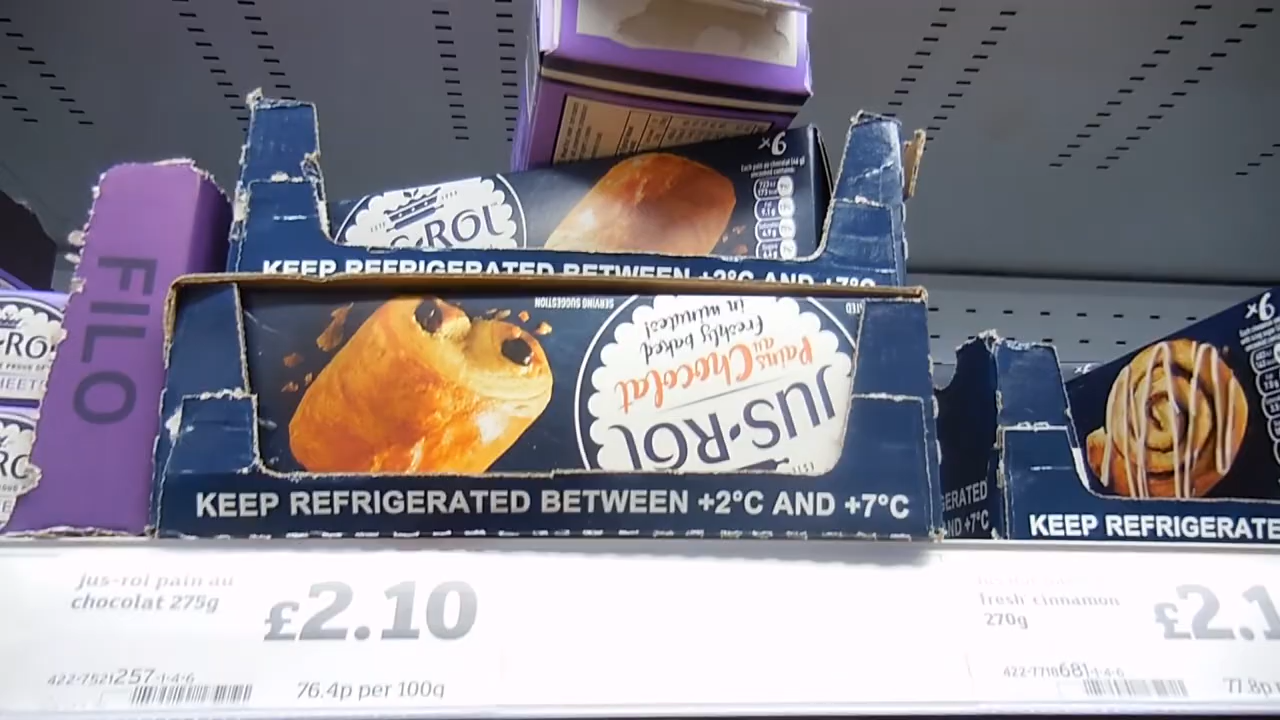 ×6
·ROL
KEEP REFRIGERATED BETWEEN +2°C AND +7°C
FILO
SERVING SUGGESTION
JUS·ROL
Pains au Chocolat
freshly baked
in minutes!
KEEP REFRIGERATED BETWEEN +2°C AND +7°C
×6
KEEP REFRIGERATE
jus-rol pain au
chocolat 275g
£2.10
422-7521257-1-4-6
76.4p per 100g
fresh cinnamon
270g
£2.1
422-7718681-1-4-6
77.8p